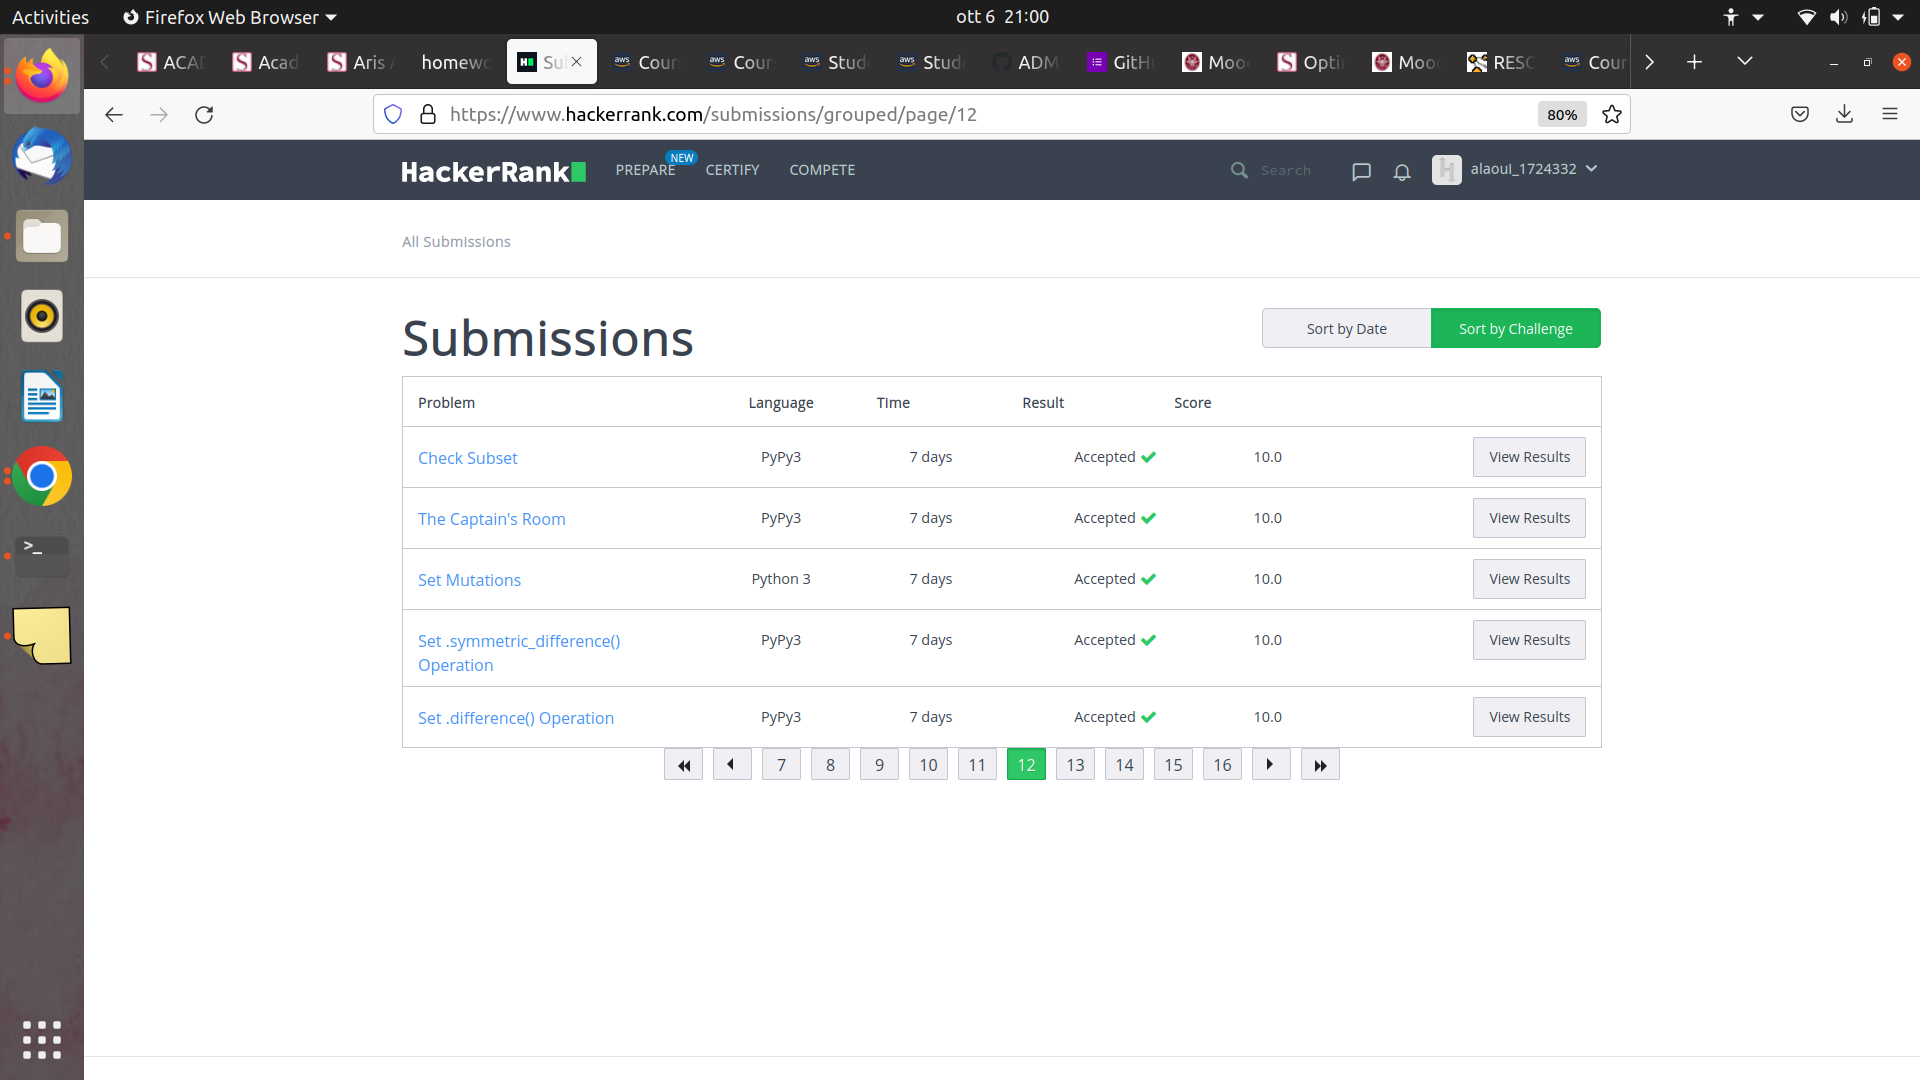 Activities Firefox Web Browser ott 6 21:00
ACAD Acad Aris A homewo Su Cour Cour Stud Stud ADM GitHu Mood Opti Mood RESC Cour
https://www.hackerrank.com/submissions/grouped/page/12 80%
HackerRank PREPARE NEW CERTIFY COMPETE Search alaoui_1724332
All Submissions
Submissions Sort by Date Sort by Challenge
Problem Language Time Result Score
Check Subset PyPy3 7 days Accepted 10.0 View Results
The Captain's Room PyPy3 7 days Accepted 10.0 View Results
Set Mutations Python 3 7 days Accepted 10.0 View Results
Set .symmetric_difference() PyPy3 7 days Accepted 10.0 View Results
Operation
Set .difference() Operation PyPy3 7 days Accepted 10.0 View Results
7 8 9 10 11 12 13 14 15 16